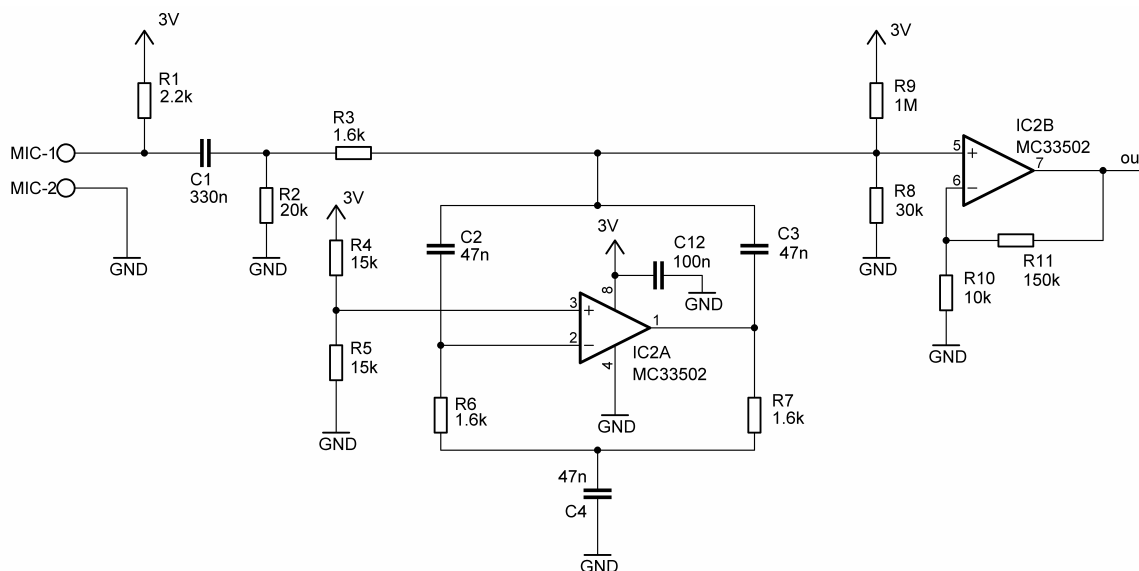 3V
R1
2.2k
MIC-1
MIC-2
GND
C1
330n
R2
20k
GND
R3
1.6k
3V
R4
15k
R5
15k
GND
C2
47n
3V
C12
100n
GND
C3
47n
3
2
8
4
1
IC2A
MC33502
GND
R6
1.6k
R7
1.6k
47n
C4
GND
3V
R9
1M
R8
30k
GND
5
6
7
IC2B
MC33502
ou
R11
150k
R10
10k
GND